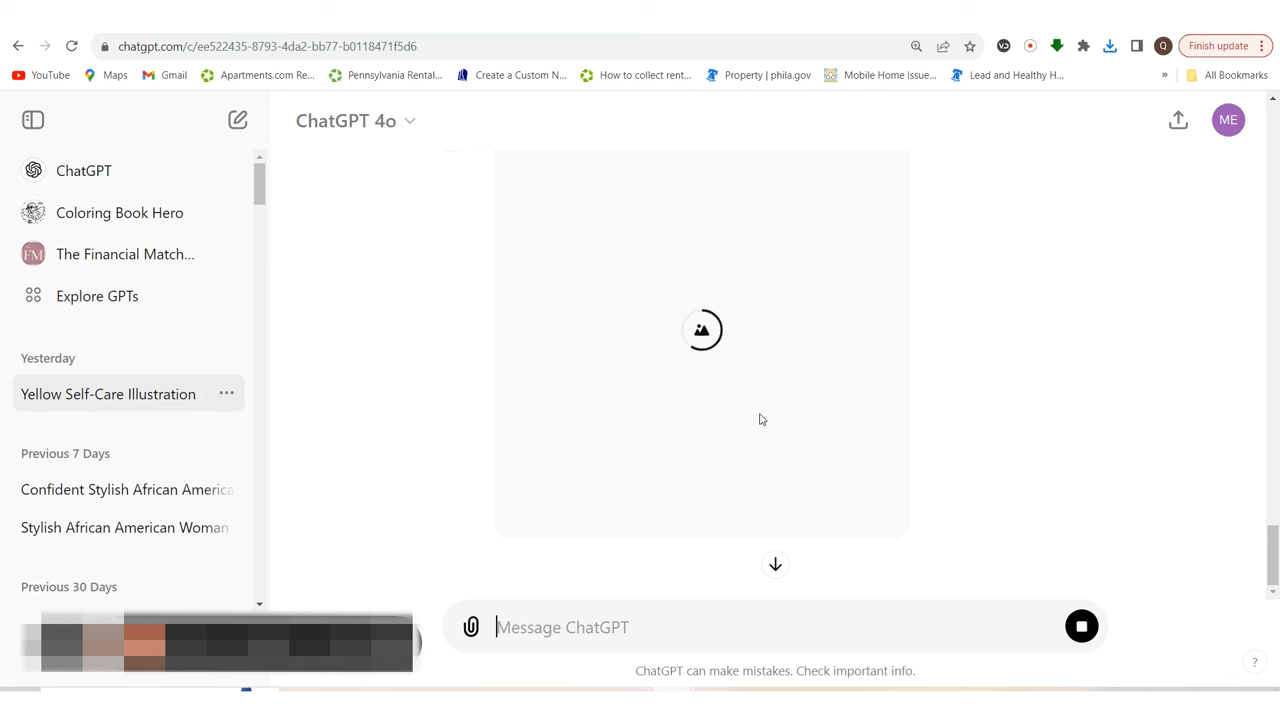 chatgpt.com/c/ee522435-8793-4da2-bb77-b0118471f5d6
Q
Finish update
YouTube
Maps
Gmail
Apartments.com Re...
Pennsylvania Rental...
Create a Custom N...
How to collect rent...
Property | phila.gov
Mobile Home Issue...
Lead and Healthy H...
»
All Bookmarks
ChatGPT 4o
ME
ChatGPT
Coloring Book Hero
FM
The Financial Match...
Explore GPTs
Yesterday
Yellow Self-Care Illustration
Previous 7 Days
Confident Stylish African America
Stylish African American Woman
Previous 30 Days
Message ChatGPT
ChatGPT can make mistakes. Check important info.
?